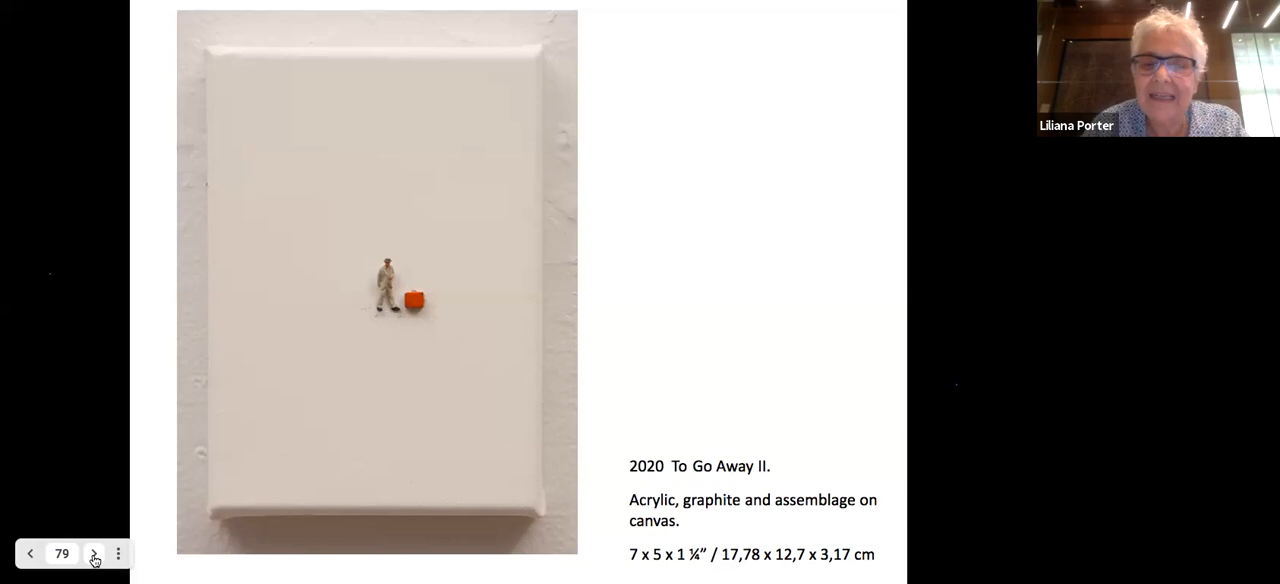 Liliana Porter
2020 To Go Away II.
Acrylic, graphite and assemblage on
canvas.
7 x 5 x 1 ¼” / 17,78 x 12,7 x 3,17 cm
79